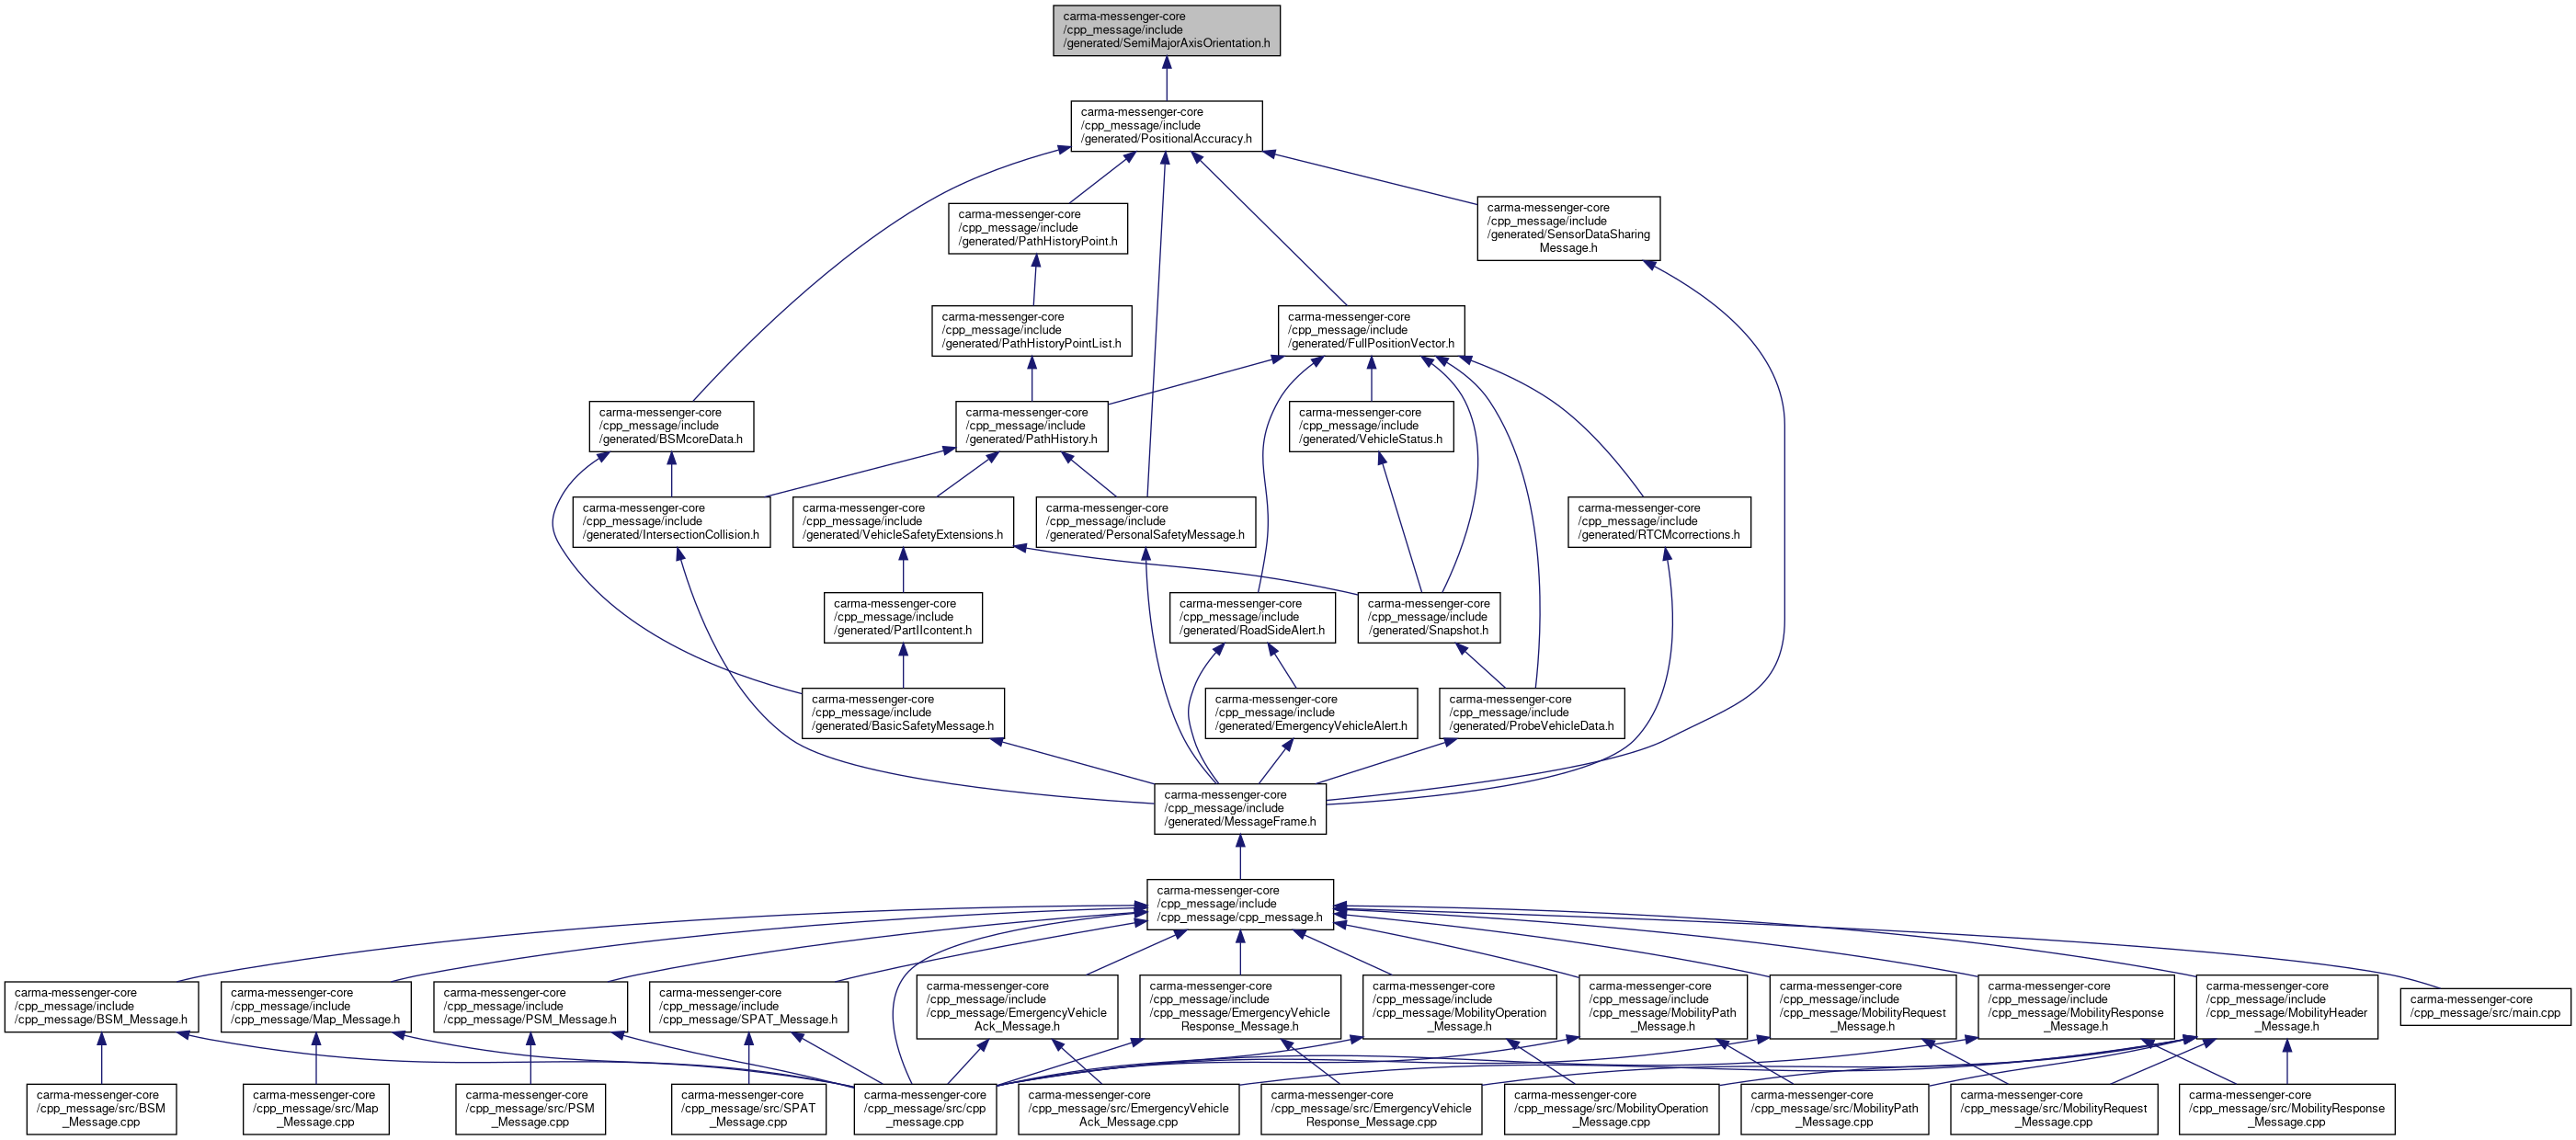 carma-messenger-core
/cpp_message/include
/generated/SemiMajorAxisOrientation.h
carma-messenger-core
/cpp_message/include
/generated/PositionalAccuracy.h
carma-messenger-core
/cpp_message/include
/generated/PathHistoryPoint.h
carma-messenger-core
/cpp_message/include
/generated/SensorDataSharing
Message.h
carma-messenger-core
/cpp_message/include
/generated/PathHistoryPointList.h
carma-messenger-core
/cpp_message/include
/generated/FullPositionVector.h
carma-messenger-core
/cpp_message/include
/generated/BSMcoreData.h
carma-messenger-core
/cpp_message/include
/generated/PathHistory.h
carma-messenger-core
/cpp_message/include
/generated/VehicleStatus.h
carma-messenger-core
/cpp_message/include
/generated/IntersectionCollision.h
carma-messenger-core
/cpp_message/include
/generated/VehicleSafetyExtensions.h
carma-messenger-core
/cpp_message/include
/generated/PersonalSafetyMessage.h
carma-messenger-core
/cpp_message/include
/generated/RTCMcorrections.h
carma-messenger-core
/cpp_message/include
/generated/PartIIcontent.h
carma-messenger-core
/cpp_message/include
/generated/RoadSideAlert.h
carma-messenger-core
/cpp_message/include
/generated/Snapshot.h
carma-messenger-core
/cpp_message/include
/generated/BasicSafetyMessage.h
carma-messenger-core
/cpp_message/include
/generated/EmergencyVehicleAlert.h
carma-messenger-core
/cpp_message/include
/generated/ProbeVehicleData.h
carma-messenger-core
/cpp_message/include
/generated/MessageFrame.h
carma-messenger-core
/cpp_message/include
/cpp_message/cpp_message.h
carma-messenger-core
/cpp_message/include
/cpp_message/BSM_Message.h
carma-messenger-core
/cpp_message/include
/cpp_message/Map_Message.h
carma-messenger-core
/cpp_message/include
/cpp_message/PSM_Message.h
carma-messenger-core
/cpp_message/include
/cpp_message/SPAT_Message.h
carma-messenger-core
/cpp_message/include
/cpp_message/EmergencyVehicle
Ack_Message.h
carma-messenger-core
/cpp_message/include
/cpp_message/EmergencyVehicle
Response_Message.h
carma-messenger-core
/cpp_message/include
/cpp_message/MobilityOperation
_Message.h
carma-messenger-core
/cpp_message/include
/cpp_message/MobilityPath
_Message.h
carma-messenger-core
/cpp_message/include
/cpp_message/MobilityRequest
_Message.h
carma-messenger-core
/cpp_message/include
/cpp_message/MobilityResponse
_Message.h
carma-messenger-core
/cpp_message/include
/cpp_message/MobilityHeader
_Message.h
carma-messenger-core
/cpp_message/src/main.cpp
carma-messenger-core
/cpp_message/src/BSM
_Message.cpp
carma-messenger-core
/cpp_message/src/Map
_Message.cpp
carma-messenger-core
/cpp_message/src/PSM
_Message.cpp
carma-messenger-core
/cpp_message/src/SPAT
_Message.cpp
carma-messenger-core
/cpp_message/src/cpp
_message.cpp
carma-messenger-core
/cpp_message/src/EmergencyVehicle
Ack_Message.cpp
carma-messenger-core
/cpp_message/src/EmergencyVehicle
Response_Message.cpp
carma-messenger-core
/cpp_message/src/MobilityOperation
_Message.cpp
carma-messenger-core
/cpp_message/src/MobilityPath
_Message.cpp
carma-messenger-core
/cpp_message/src/MobilityRequest
_Message.cpp
carma-messenger-core
/cpp_message/src/MobilityResponse
_Message.cpp